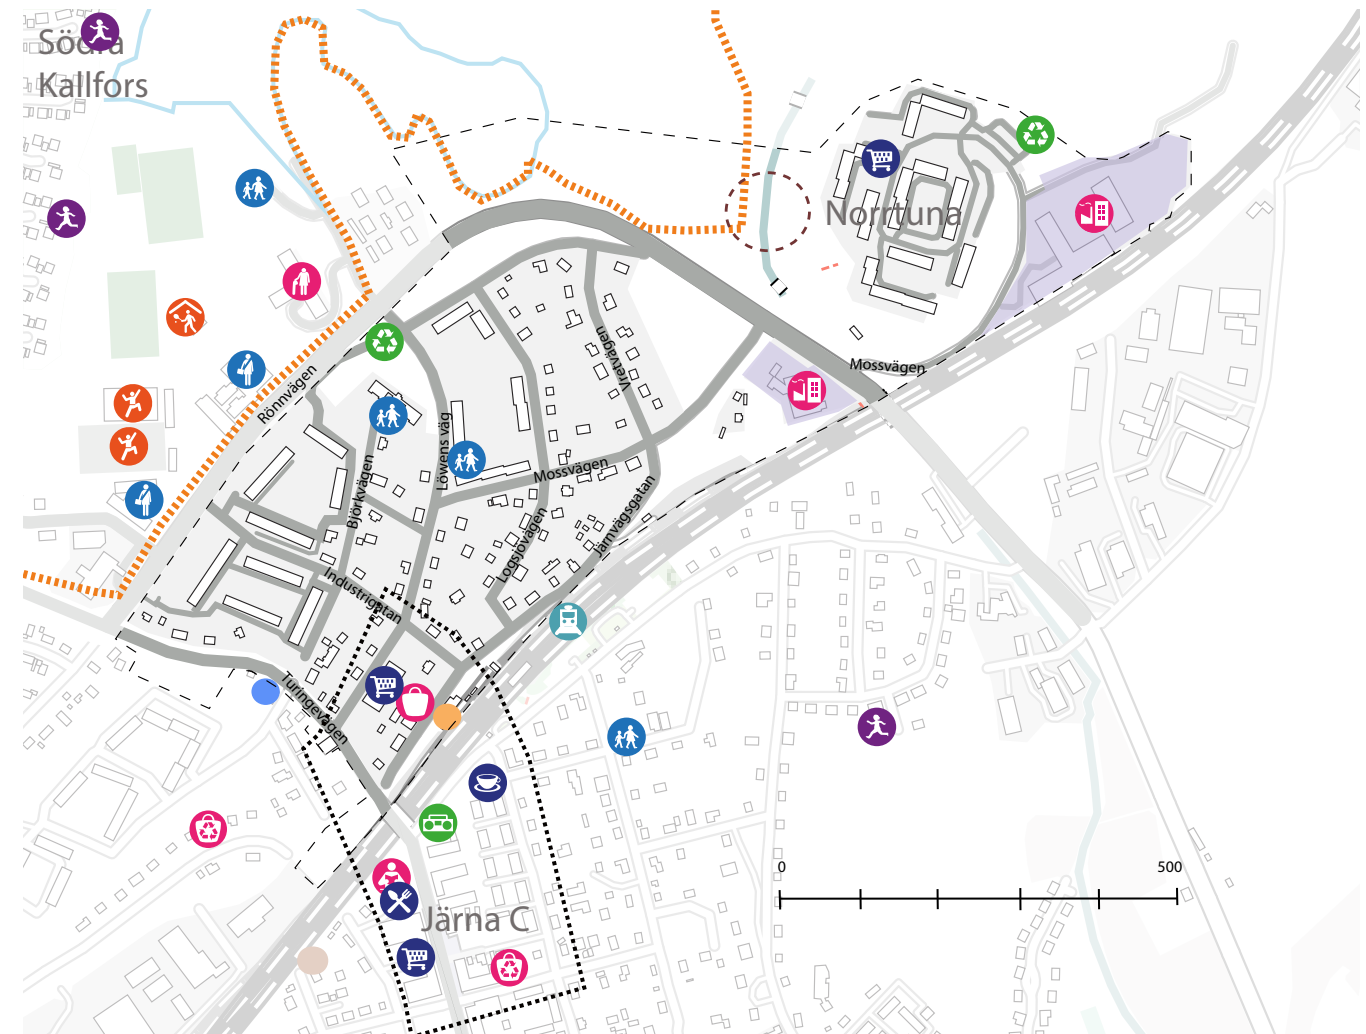 Södra
Kallfors
Norrtuna
Mossvägen
Rönnvägen
Vretvägen
Löwens väg
Mossvägen
Björkvägen
Logsjövägen
Järnvägsgatan
Industrigatan
Turingevägen
0
500
Järna C